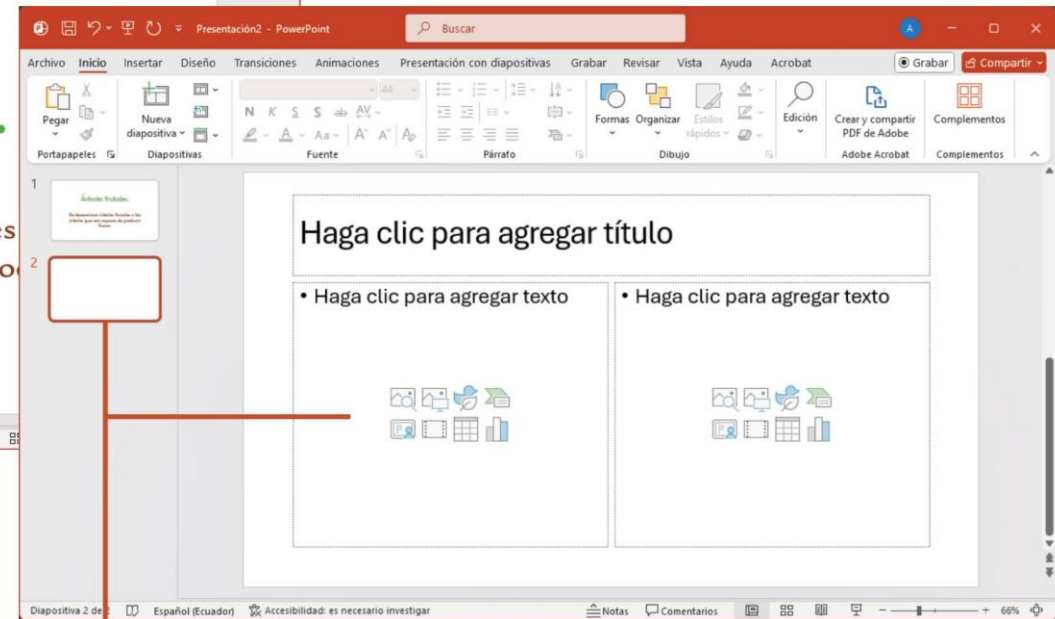 Presentación2 - PowerPoint
Buscar
A
Archivo Inicio Insertar Diseño Transiciones Animaciones Presentación con diapositivas Grabar Revisar Vista Ayuda Acrobat
Grabar
Compartir
Pegar
Nueva diapositiva
44
N K S S ab AV
A Aa A A A
Formas Organizar Estilos rápidos
Edición
Crear y compartir PDF de Adobe
Complementos
Portapapeles Diapositivas Fuente Párrafo Dibujo Adobe Acrobat Complementos
1
Árboles frutales.
2
Haga clic para agregar título
• Haga clic para agregar texto
• Haga clic para agregar texto
Diapositiva 2 de 2 Español (Ecuador) Accesibilidad: es necesario investigar Notas Comentarios 66%